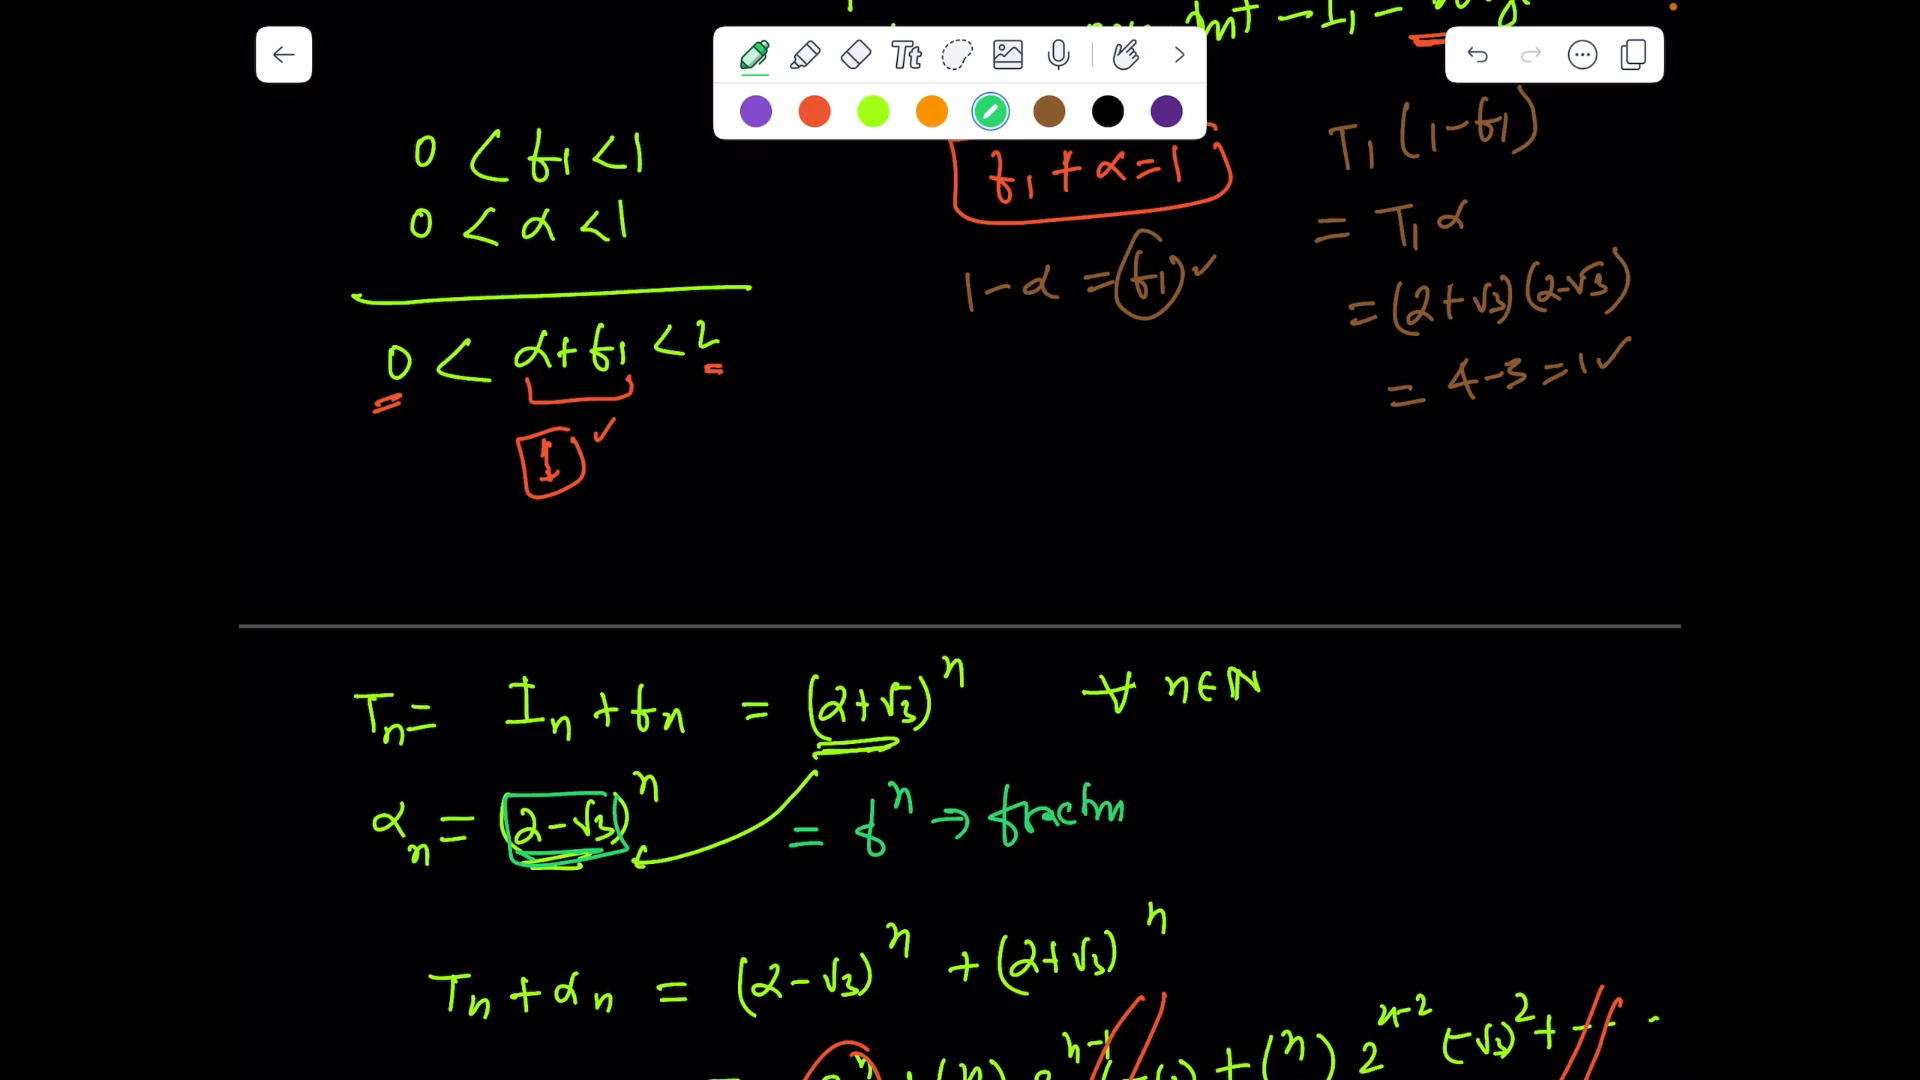 Tt
0 < f₁ < 1
0 < α < 1
0 < α + f₁ < 2
I
f₁ + α = 1
1 - α = f₁ ✓
T₁ (1 - f₁)
= T₁ α
= (2 + √3) (2 - √3)
= 4 - 3 = 1 ✓
Tₙ = Iₙ + fₙ = (2 + √3)ⁿ ∀ n ∈ ℕ
αₙ = (2 - √3)ⁿ = fⁿ → fractn
Tₙ + αₙ = (2 - √3)ⁿ + (2 + √3)ⁿ